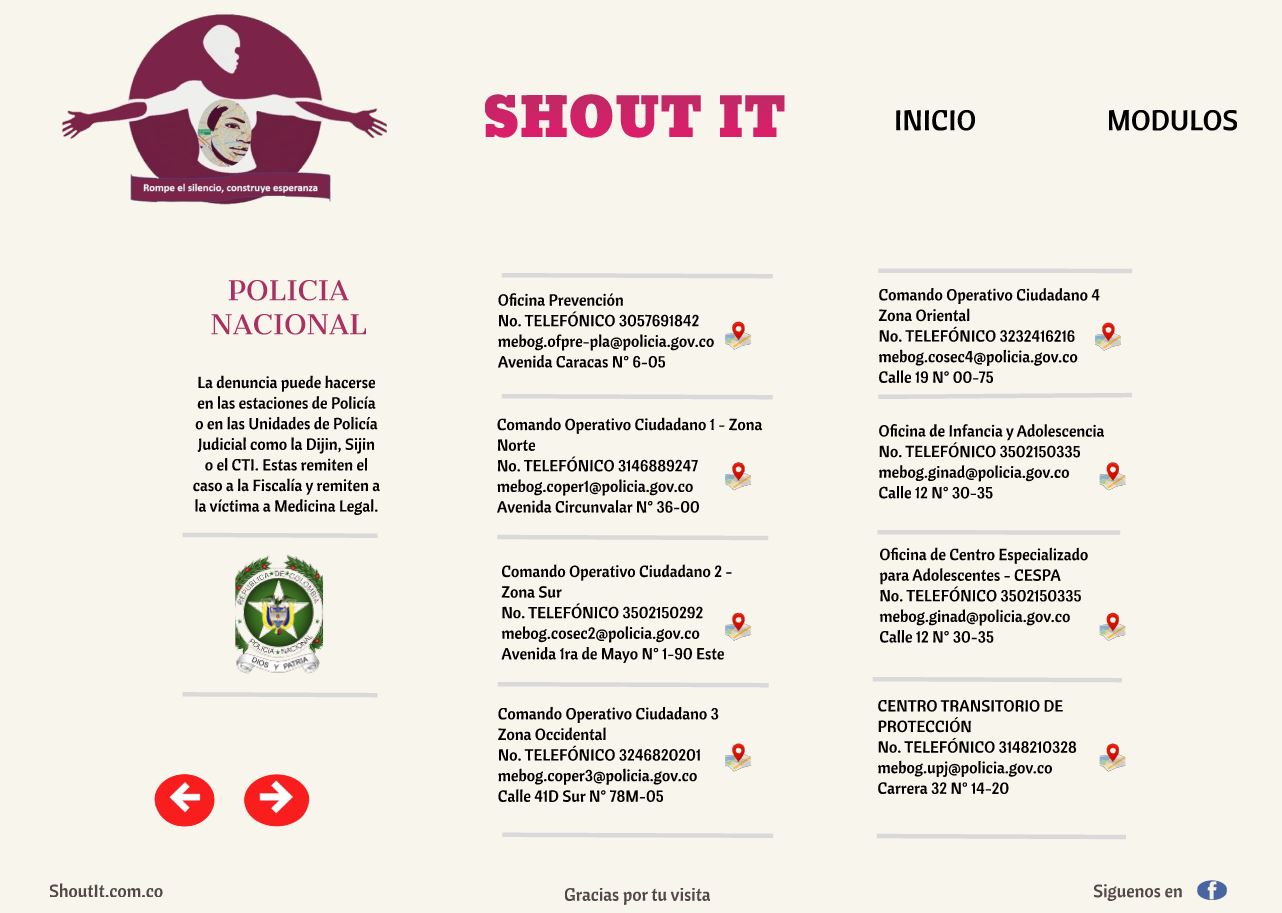 Rompe el silencio, construye esperanza
SHOUT IT
INICIO
MODULOS
POLICIA
NACIONAL
La denuncia puede hacerse
en las estaciones de Policía
o en las Unidades de Policía
Judicial como la Dijin, Sijin
o el CTI. Estas remiten el
caso a la Fiscalía y remiten a
la víctima a Medicina Legal.
REPUBLICA DE COLOMBIA
POLICIA NACIONAL
DIOS Y PATRIA
Oficina Prevención
No. TELEFÓNICO 3057691842
mebog.ofpre-pla@policia.gov.co
Avenida Caracas N° 6-05
Comando Operativo Ciudadano 1 - Zona
Norte
No. TELEFÓNICO 3146889247
mebog.coper1@policia.gov.co
Avenida Circunvalar N° 36-00
Comando Operativo Ciudadano 2 -
Zona Sur
No. TELEFÓNICO 3502150292
mebog.cosec2@policia.gov.co
Avenida 1ra de Mayo N° 1-90 Este
Comando Operativo Ciudadano 3
Zona Occidental
No. TELEFÓNICO 3246820201
mebog.coper3@policia.gov.co
Calle 41D Sur N° 78M-05
Comando Operativo Ciudadano 4
Zona Oriental
No. TELEFÓNICO 3232416216
mebog.cosec4@policia.gov.co
Calle 19 N° 00-75
Oficina de Infancia y Adolescencia
No. TELEFÓNICO 3502150335
mebog.ginad@policia.gov.co
Calle 12 N° 30-35
Oficina de Centro Especializado
para Adolescentes - CESPA
No. TELEFÓNICO 3502150335
mebog.ginad@policia.gov.co
Calle 12 N° 30-35
CENTRO TRANSITORIO DE
PROTECCIÓN
No. TELEFÓNICO 3148210328
mebog.upj@policia.gov.co
Carrera 32 N° 14-20
ShoutIt.com.co
Gracias por tu visita
Siguenos en